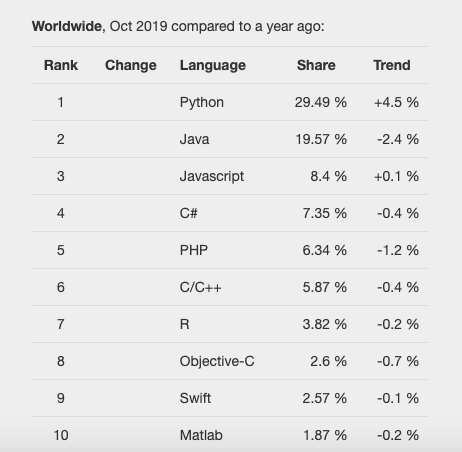 Worldwide, Oct 2019 compared to a year ago:
Rank Change Language Share Trend
1 Python 29.49 % +4.5 %
2 Java 19.57 % -2.4 %
3 Javascript 8.4 % +0.1 %
4 C# 7.35 % -0.4 %
5 PHP 6.34 % -1.2 %
6 C/C++ 5.87 % -0.4 %
7 R 3.82 % -0.2 %
8 Objective-C 2.6 % -0.7 %
9 Swift 2.57 % -0.1 %
10 Matlab 1.87 % -0.2 %